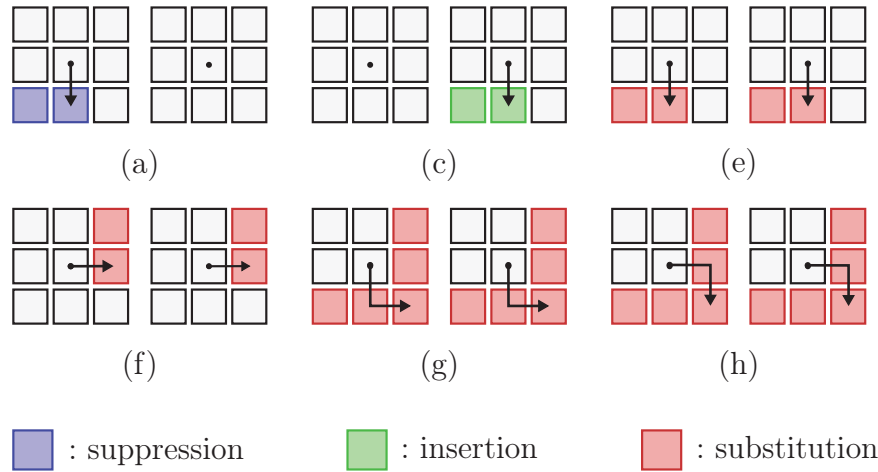 (a) (c) (e)
(f) (g) (h)
: suppression : insertion : substitution